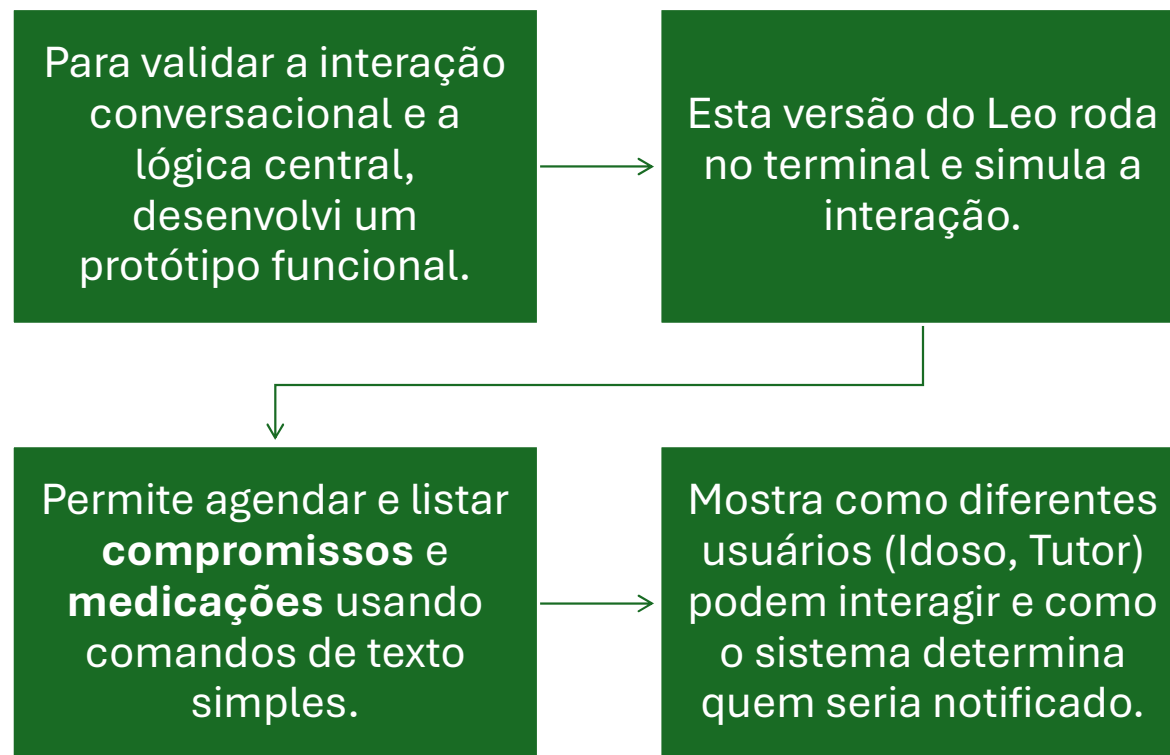 Para validar a interação
conversacional e a
lógica central,
desenvolvi um
protótipo funcional.
Esta versão do Leo roda
no terminal e simula a
interação.
Permite agendar e listar
compromissos e
medicações usando
comandos de texto
simples.
Mostra como diferentes
usuários (Idoso, Tutor)
podem interagir e como
o sistema determina
quem seria notificado.